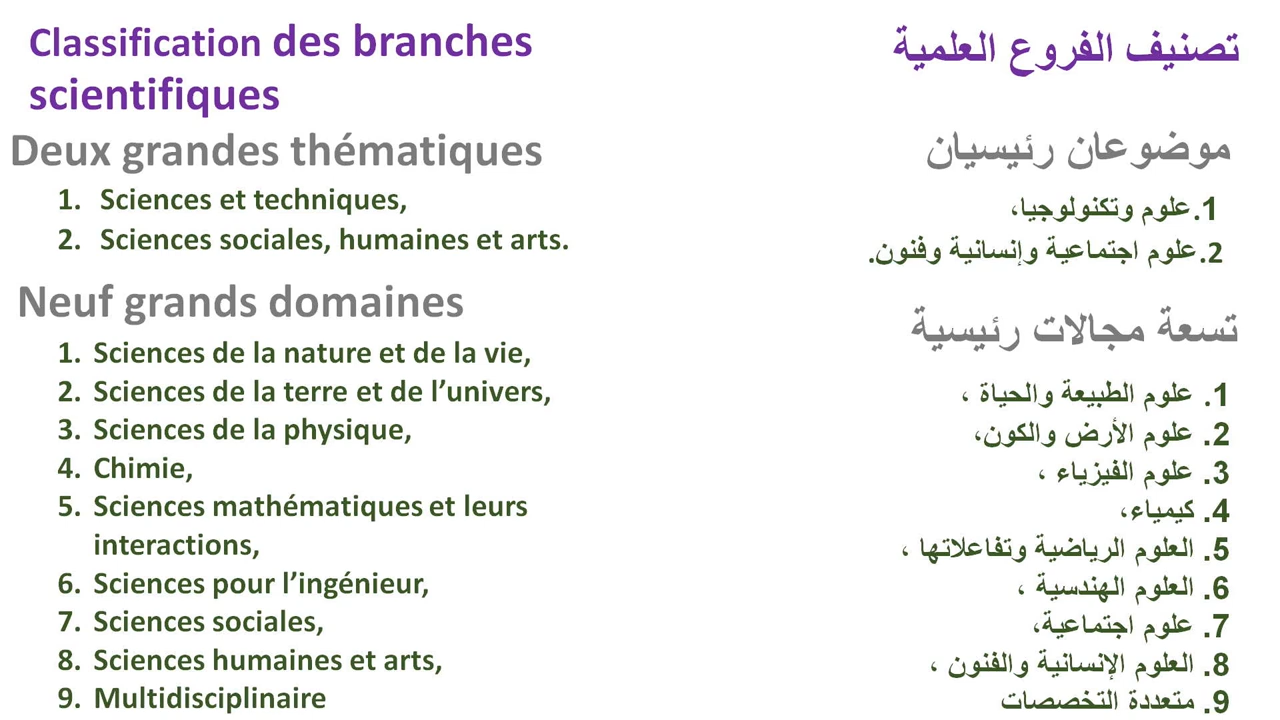 Classification des branches
scientifiques
Deux grandes thématiques
1. Sciences et techniques,
2. Sciences sociales, humaines et arts.
Neuf grands domaines
1. Sciences de la nature et de la vie,
2. Sciences de la terre et de l’univers,
3. Sciences de la physique,
4. Chimie,
5. Sciences mathématiques et leurs
interactions,
6. Sciences pour l’ingénieur,
7. Sciences sociales,
8. Sciences humaines et arts,
9. Multidisciplinaire
تصنيف الفروع العلمية
موضوعان رئيسيان
1.علوم وتكنولوجيا،
2.علوم اجتماعية وإنسانية وفنون.
تسعة مجالات رئيسية
1. علوم الطبيعة والحياة ،
2. علوم الأرض والكون،
3. علوم الفيزياء ،
4. كيمياء،
5. العلوم الرياضية وتفاعلاتها ،
6. العلوم الهندسية ،
7. علوم اجتماعية،
8. العلوم الإنسانية والفنون ،
9. متعددة التخصصات